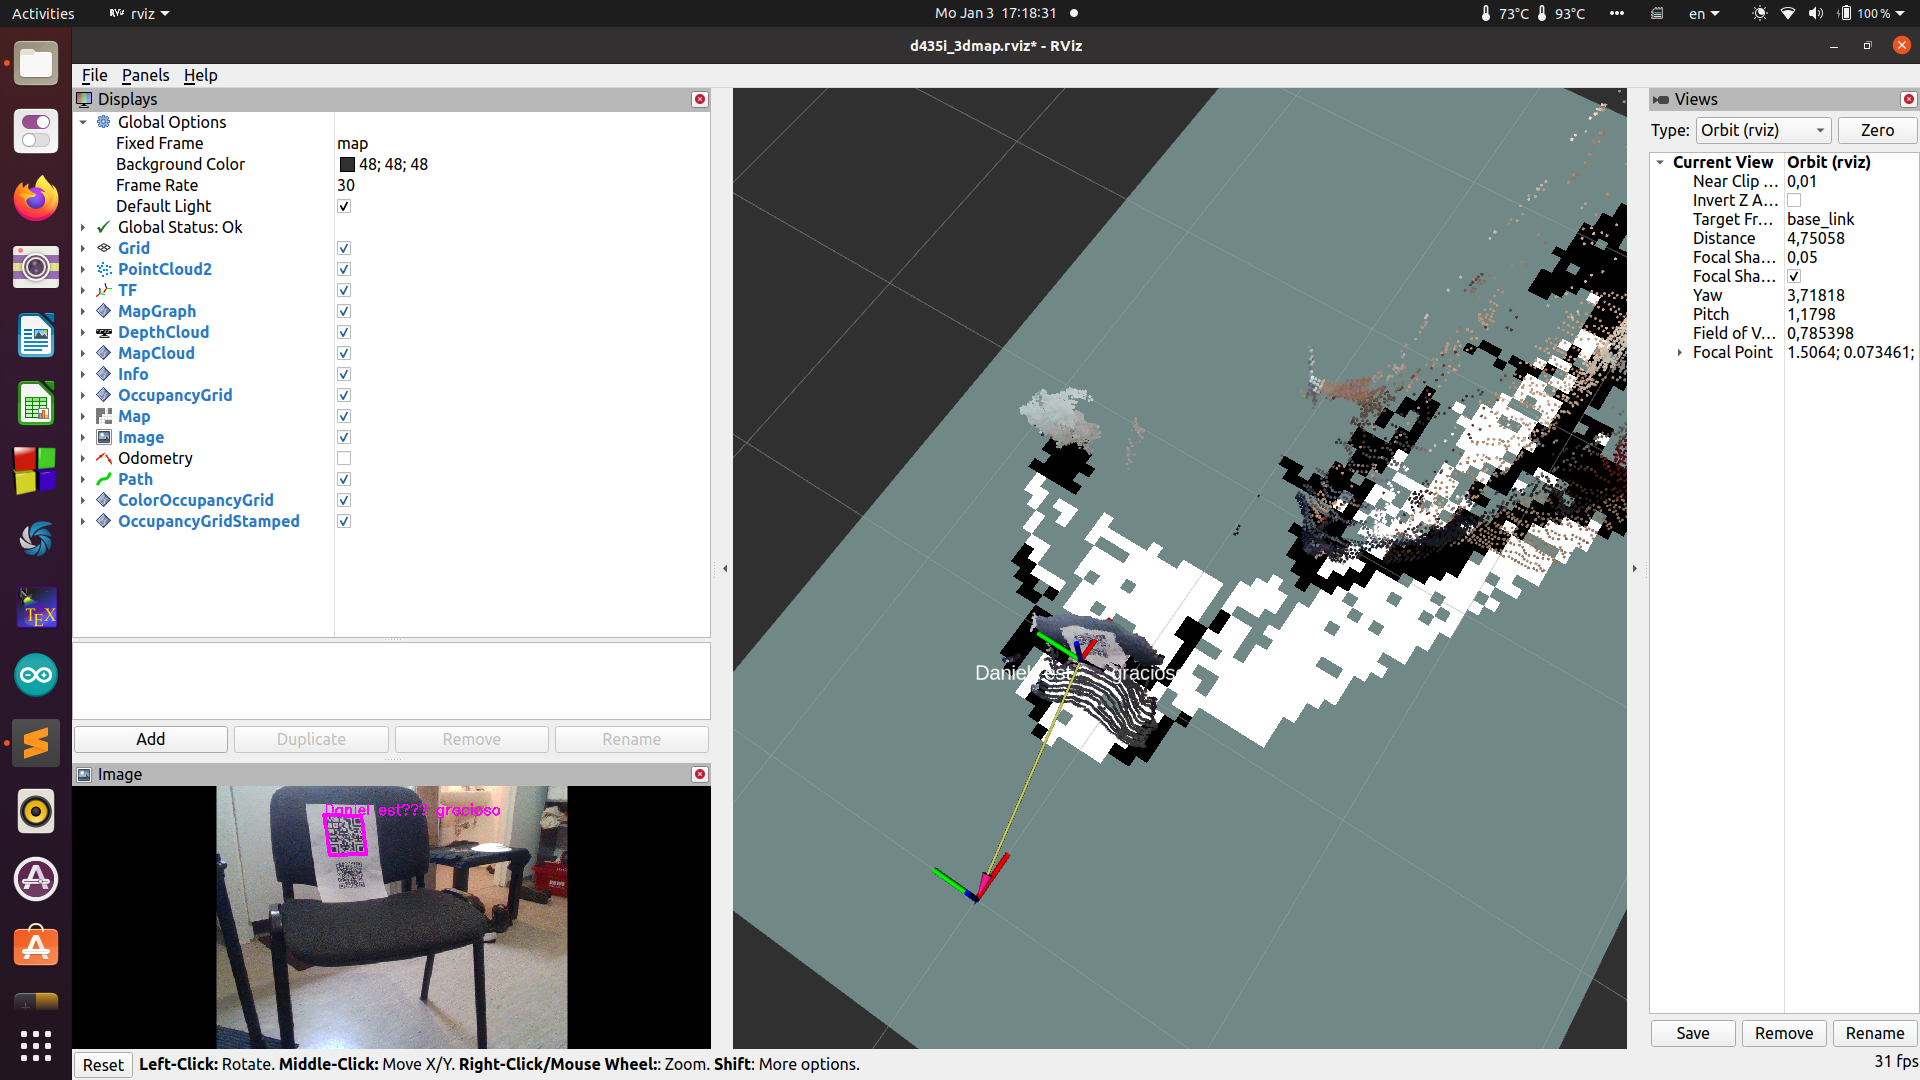 Activities
RViz rviz
Mo Jan 3 17:18:31
73°C 93°C
en
100 %
d435i_3dmap.rviz* - RViz
File Panels Help
Displays
Global Options
Fixed Frame map
Background Color 48; 48; 48
Frame Rate 30
Default Light
Global Status: Ok
Grid
PointCloud2
TF
MapGraph
DepthCloud
MapCloud
Info
OccupancyGrid
Map
Image
Odometry
Path
ColorOccupancyGrid
OccupancyGridStamped
Add Duplicate Remove Rename
Image
Daniel est??? gracioso
Daniel est gracios
Views
Type: Orbit (rviz) Zero
Current View Orbit (rviz)
Near Clip ... 0,01
Invert Z A...
Target Fr... base_link
Distance 4,75058
Focal Sha... 0,05
Focal Sha...
Yaw 3,71818
Pitch 1,1798
Field of V... 0,785398
Focal Point 1.5064; 0.073461;
Save Remove Rename
Reset Left-Click: Rotate. Middle-Click: Move X/Y. Right-Click/Mouse Wheel:: Zoom. Shift: More options.
31 fps
TEX